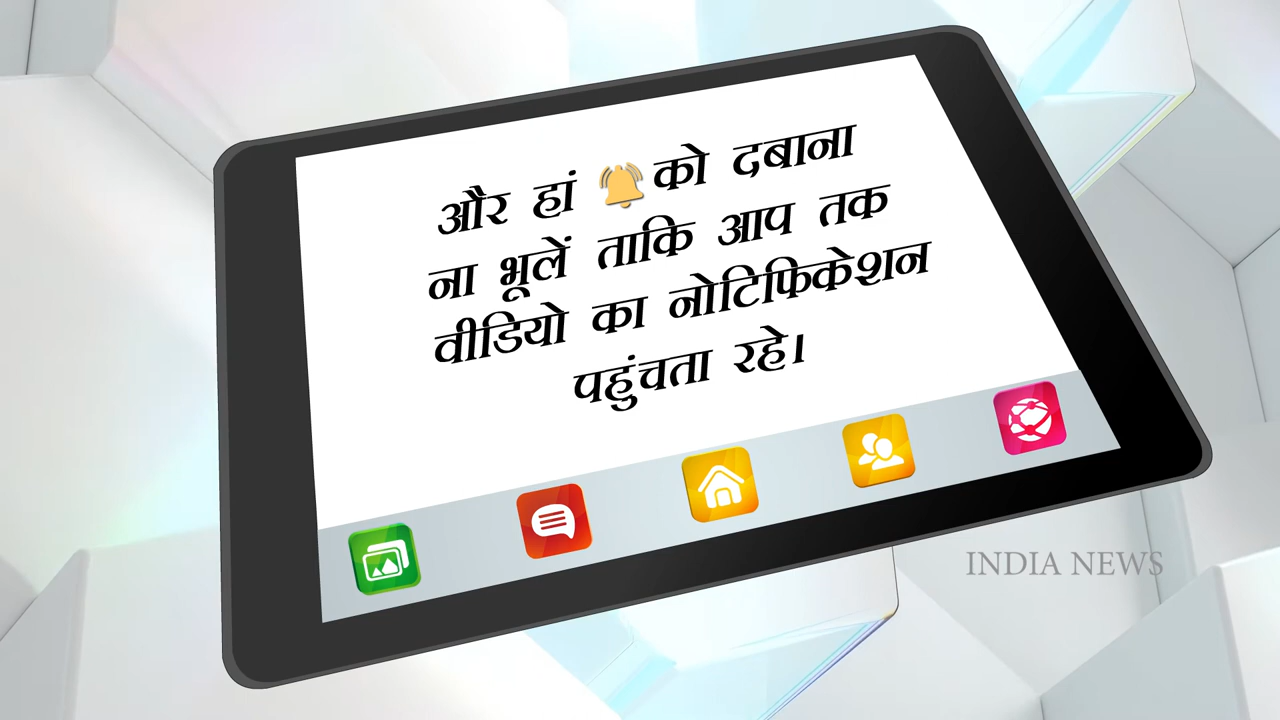 और हां 🔔 को दबाना
ना भूलें ताकि आप तक
वीडियो का नोटिफिकेशन
पहुंचता रहे।
INDIA NEWS